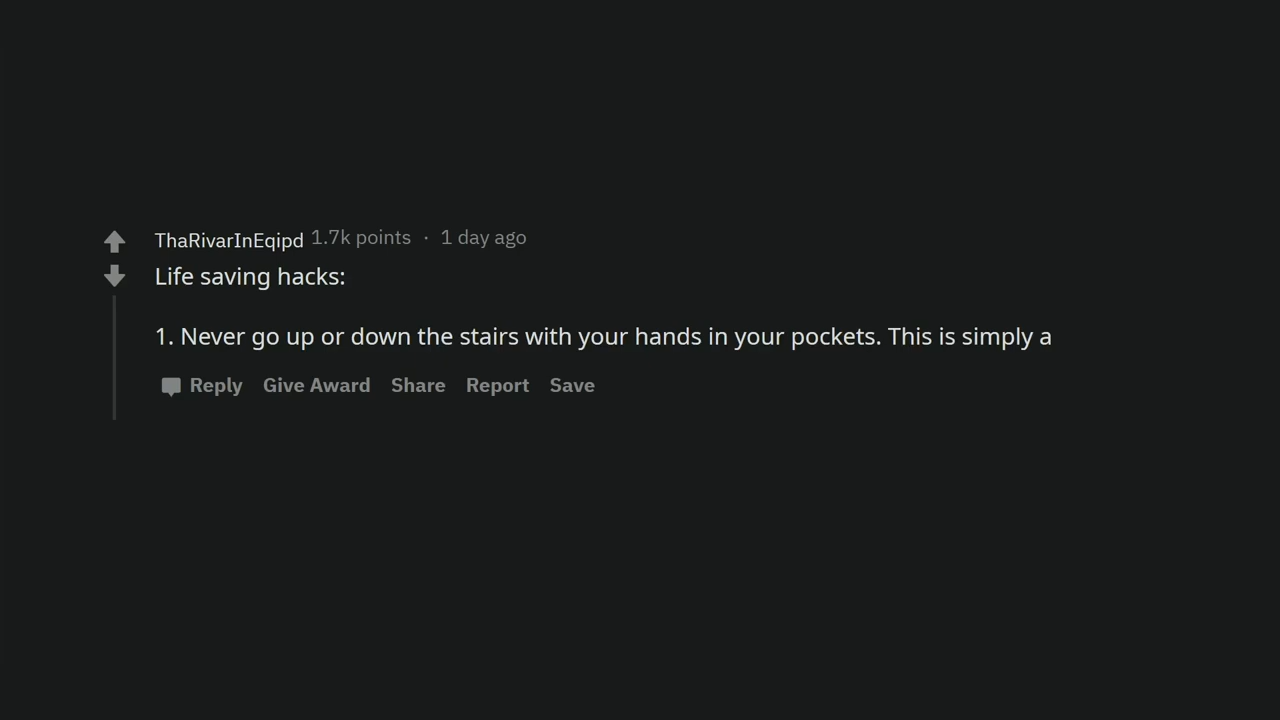 ThaRivarInEqipd 1.7k points · 1 day ago
Life saving hacks:
1. Never go up or down the stairs with your hands in your pockets. This is simply a
Reply Give Award Share Report Save